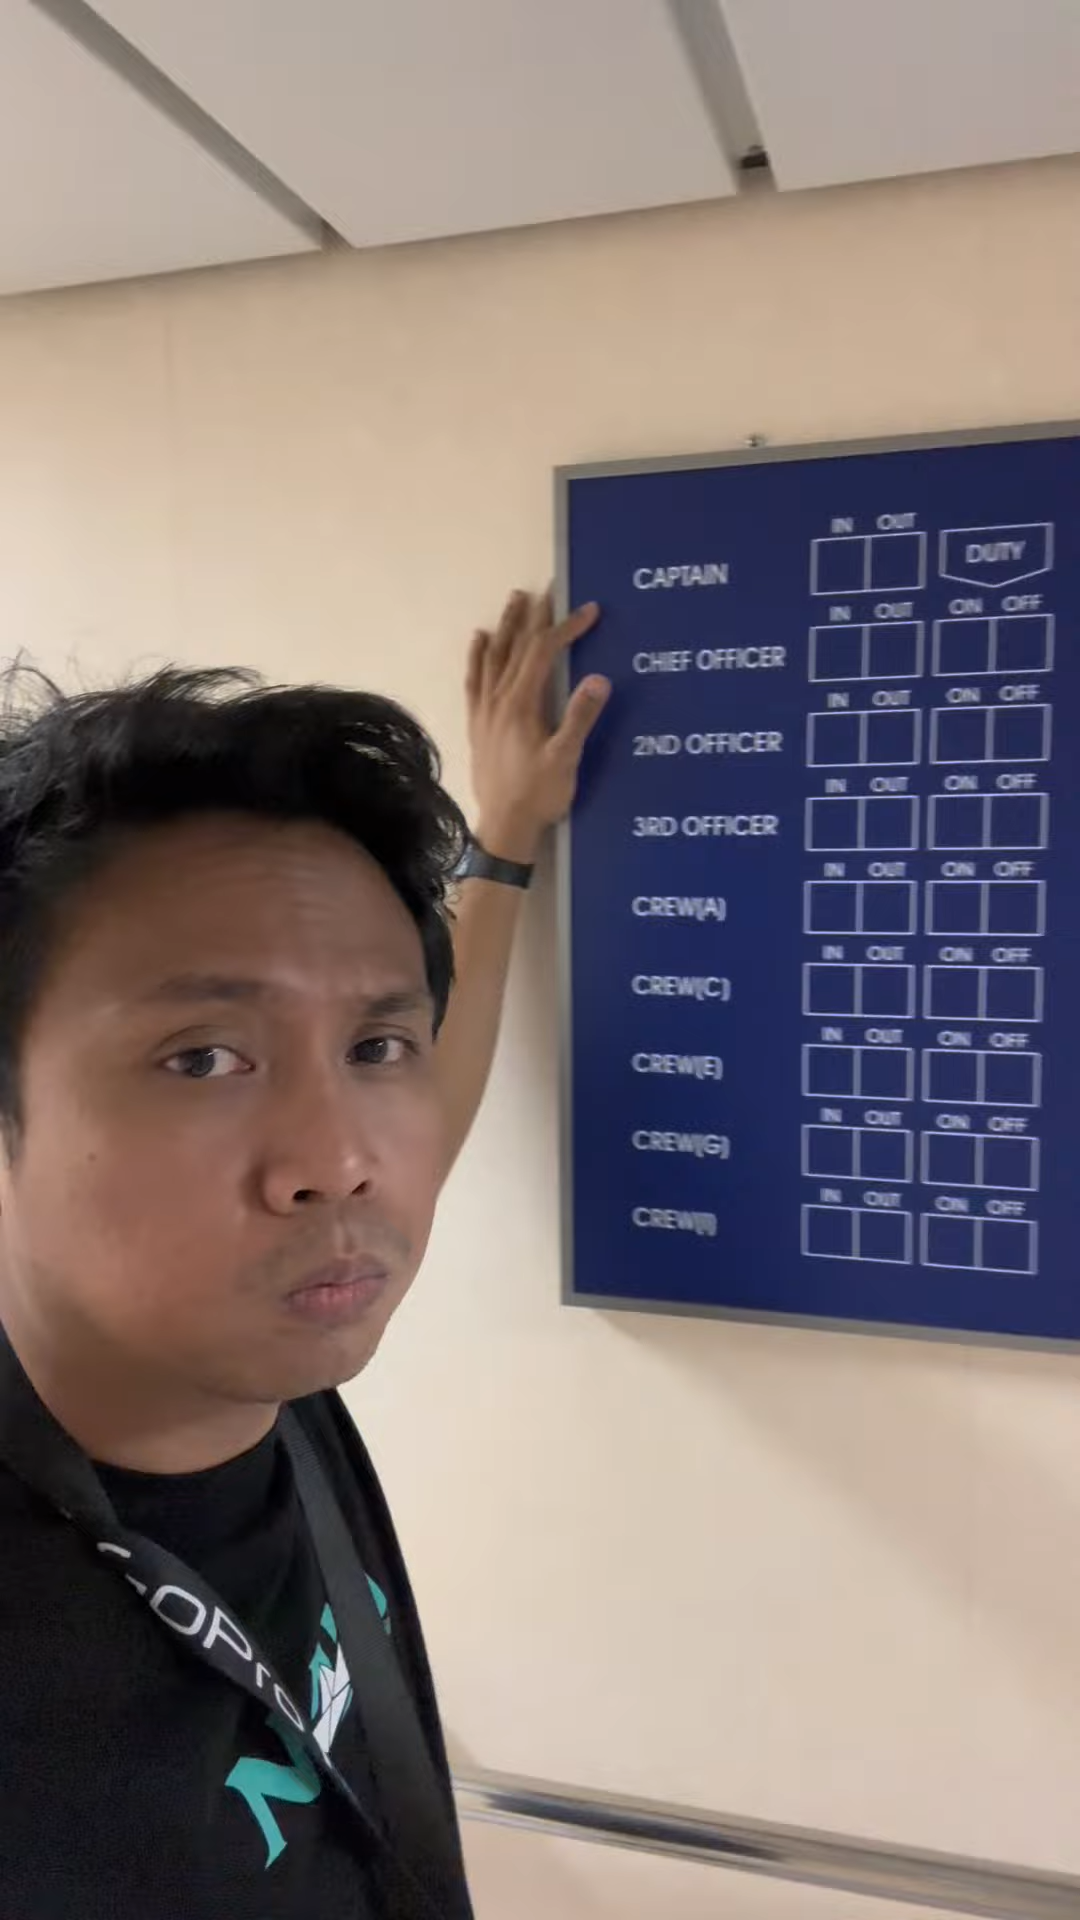 IN OUT
CAPTAIN DUTY
IN OUT ON OFF
CHIEF OFFICER
IN OUT ON OFF
2ND OFFICER
IN OUT ON OFF
3RD OFFICER
IN OUT ON OFF
CREW(A)
IN OUT ON OFF
CREW(C)
IN OUT ON OFF
CREW(E)
IN OUT ON OFF
CREW(G)
IN OUT ON OFF
CREW(I)
GoPro